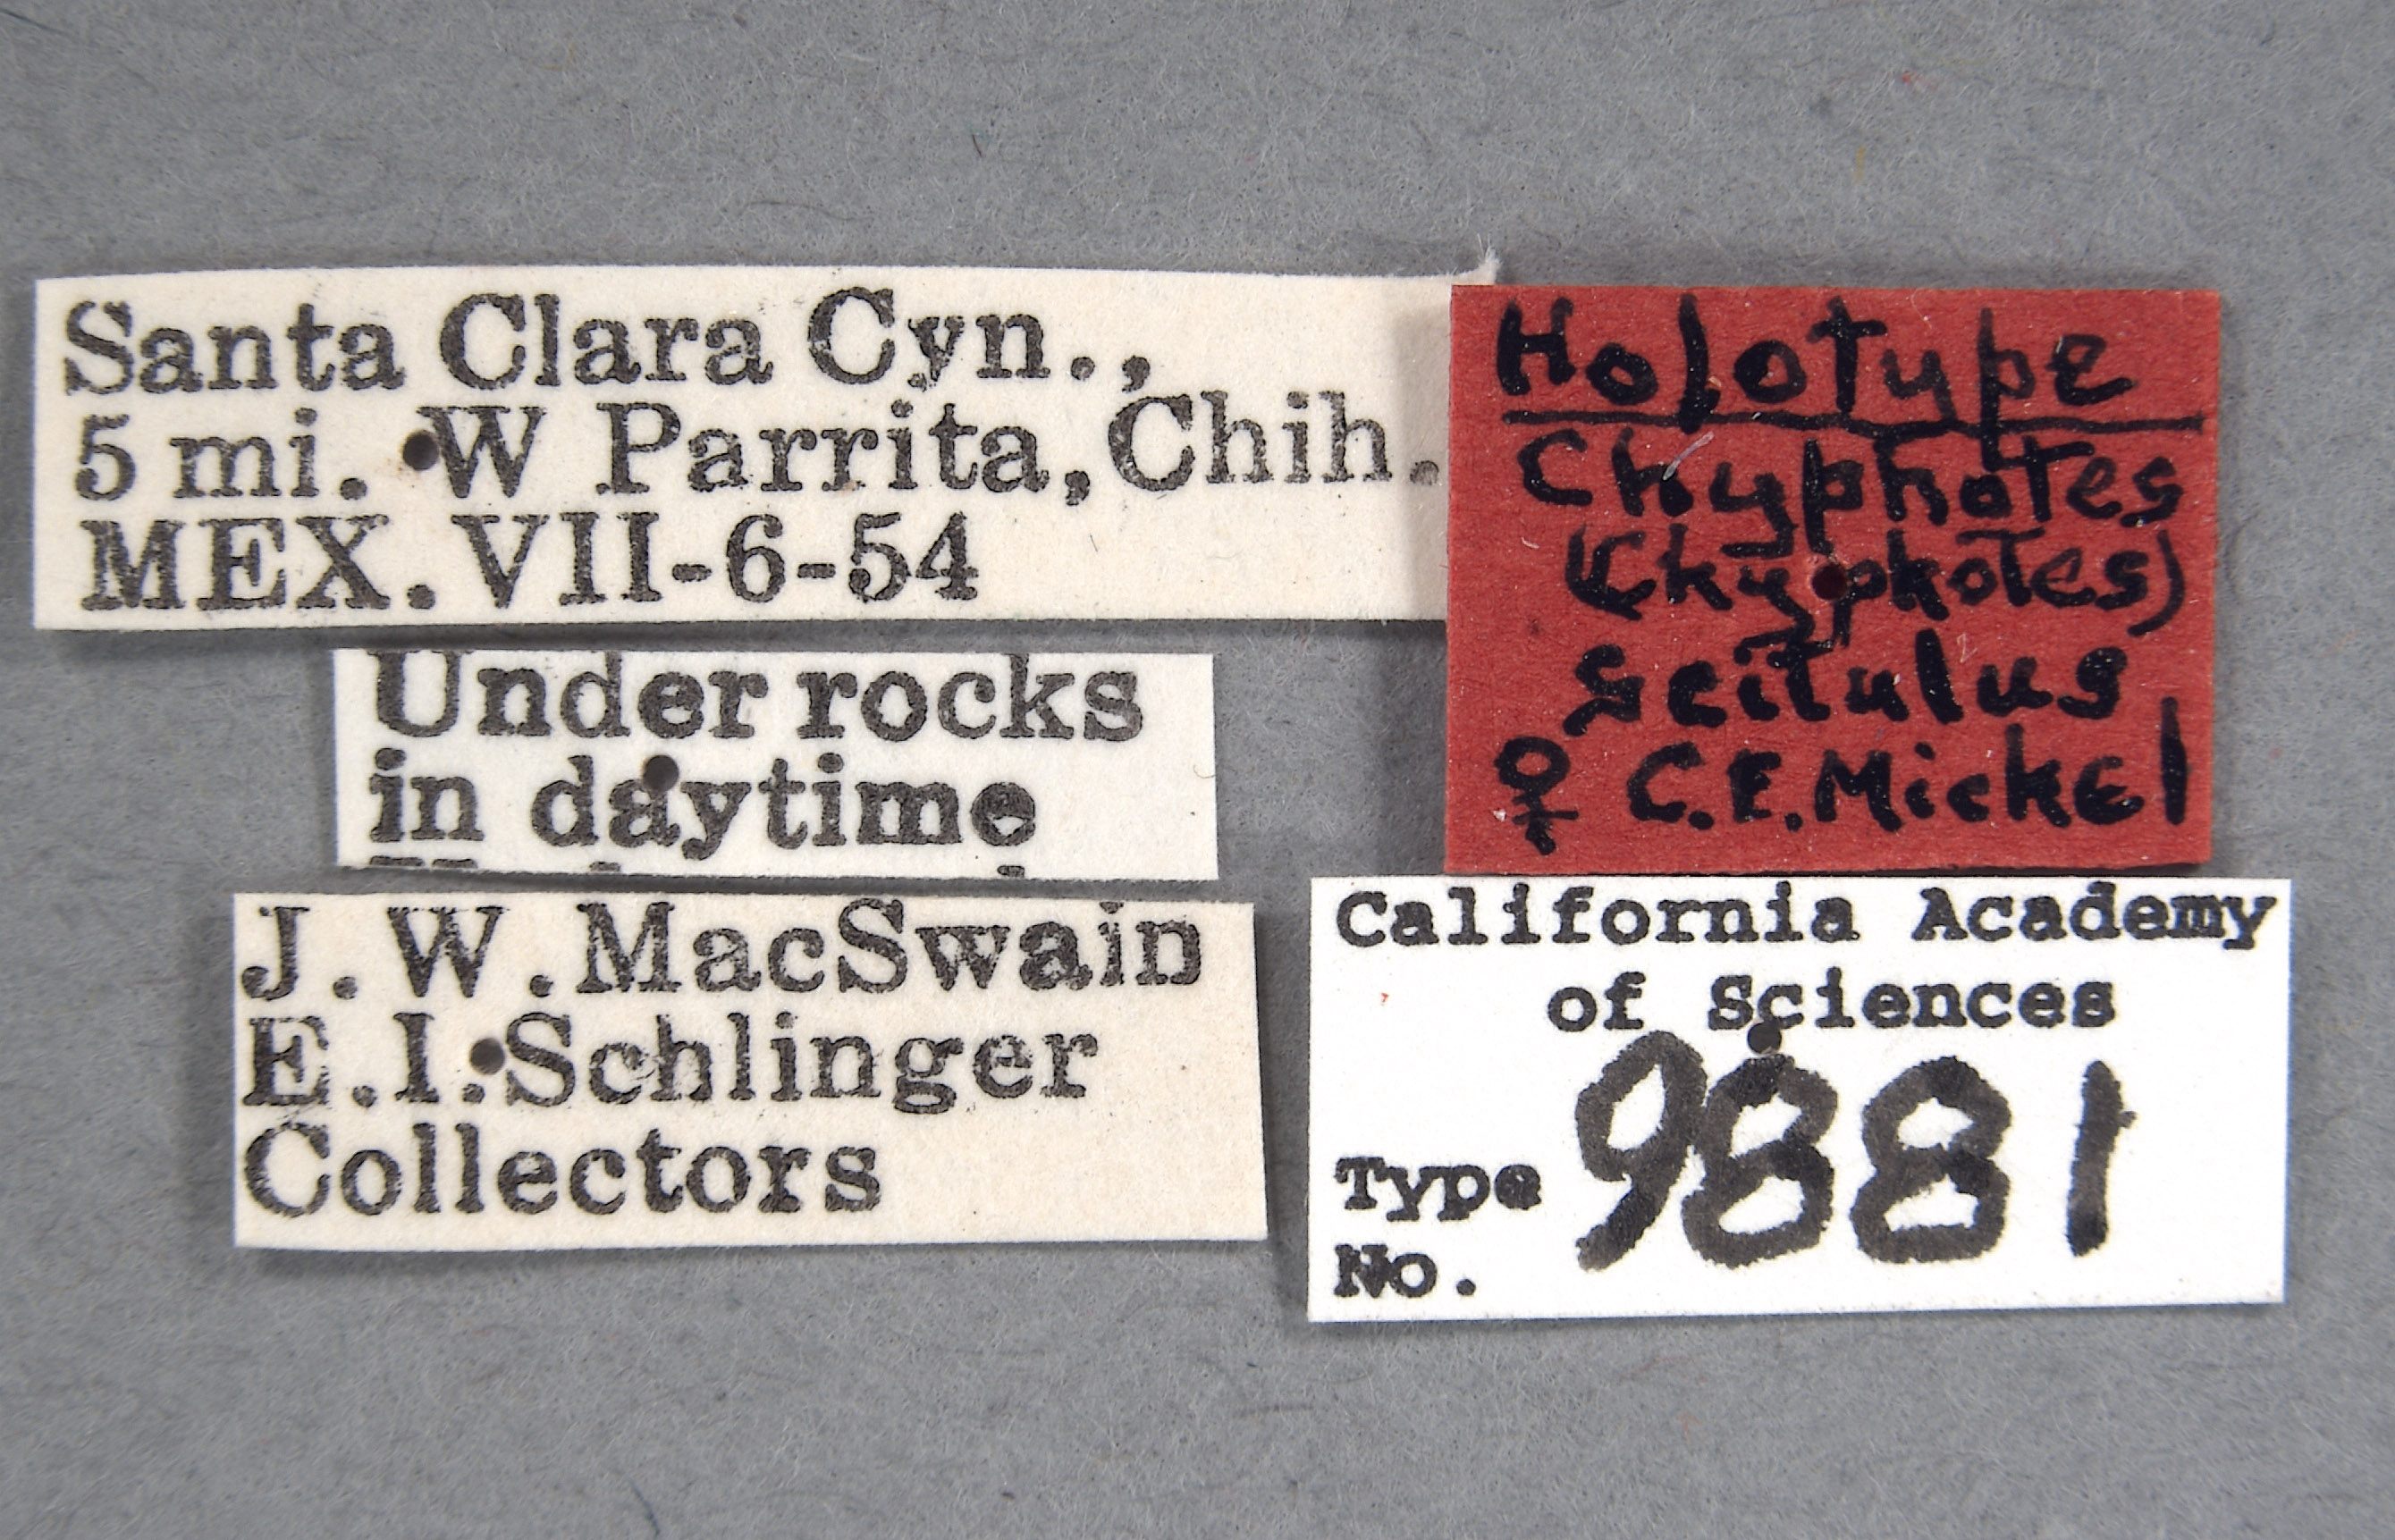 Santa Clara Cyn.,
5 mi. W Parrita, Chih.
MEX. VII-6-54
Under rocks
in daytime
J. W. MacSwain
E. I. Schlinger
Collectors
Holotype
Chyphotes
(Chyphotes)
scitulus
♀ C.E. Mickel
California Academy
of Sciences
Type
No. 9881